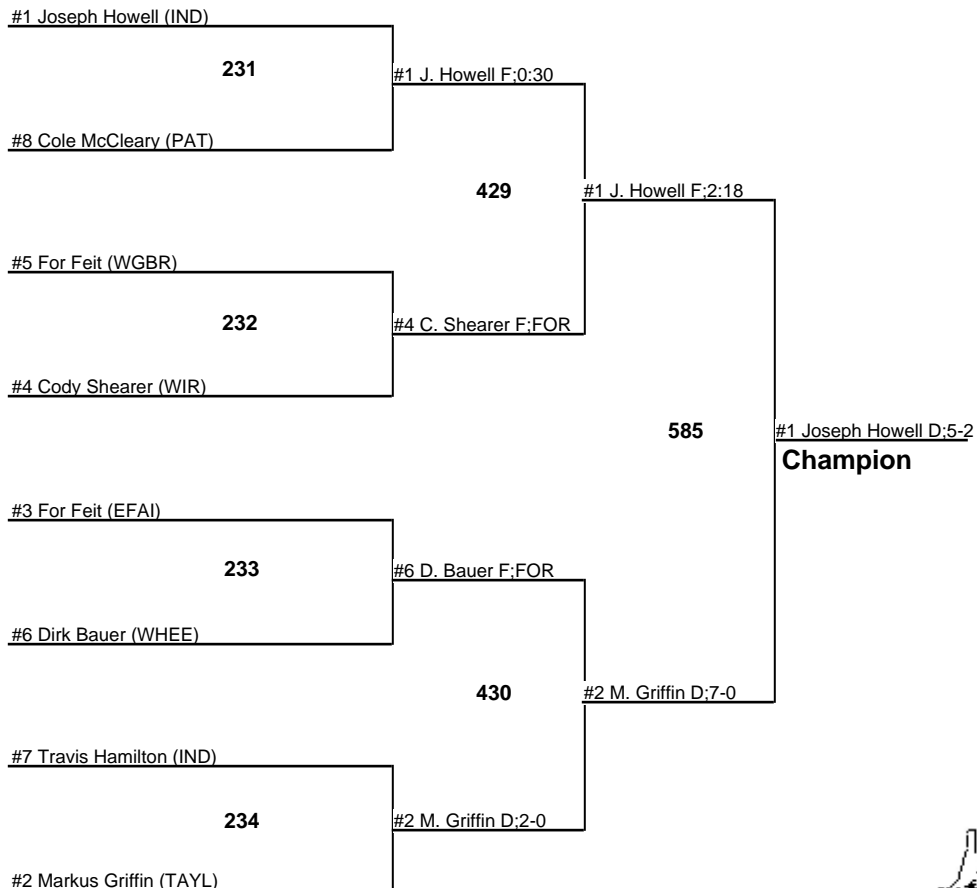 #1 Joseph Howell (IND)
231
#1 J. Howell F;0:30
#8 Cole McCleary (PAT)
429
#1 J. Howell F;2:18
#5 For Feit (WGBR)
232
#4 C. Shearer F;FOR
#4 Cody Shearer (WIR)
585
#1 Joseph Howell D;5-2
Champion
#3 For Feit (EFAI)
233
#6 D. Bauer F;FOR
#6 Dirk Bauer (WHEE)
430
#2 M. Griffin D;7-0
#7 Travis Hamilton (IND)
234
#2 M. Griffin D;2-0
#2 Markus Griffin (TAYL)